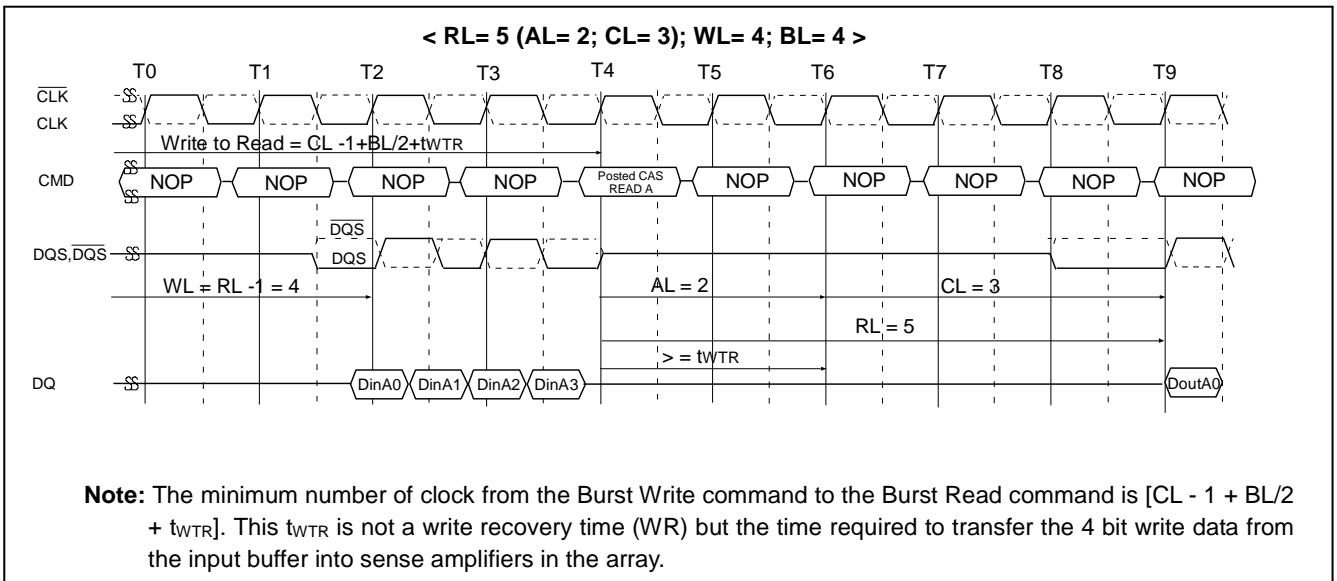 < RL= 5 (AL= 2; CL= 3); WL= 4; BL= 4 >
T0 T1 T2 T3 T4 T5 T6 T7 T8 T9
CLK
CLK
Write to Read = CL -1+BL/2+tWTR
CMD NOP NOP NOP NOP Posted CAS READ A NOP NOP NOP NOP NOP
DQS
DQS,DQS DQS
WL = RL -1 = 4 AL = 2 CL = 3
RL = 5
> = tWTR
DQ DinA0 DinA1 DinA2 DinA3 DoutA0
Note: The minimum number of clock from the Burst Write command to the Burst Read command is [CL - 1 + BL/2
+ tWTR]. This tWTR is not a write recovery time (WR) but the time required to transfer the 4 bit write data from
the input buffer into sense amplifiers in the array.